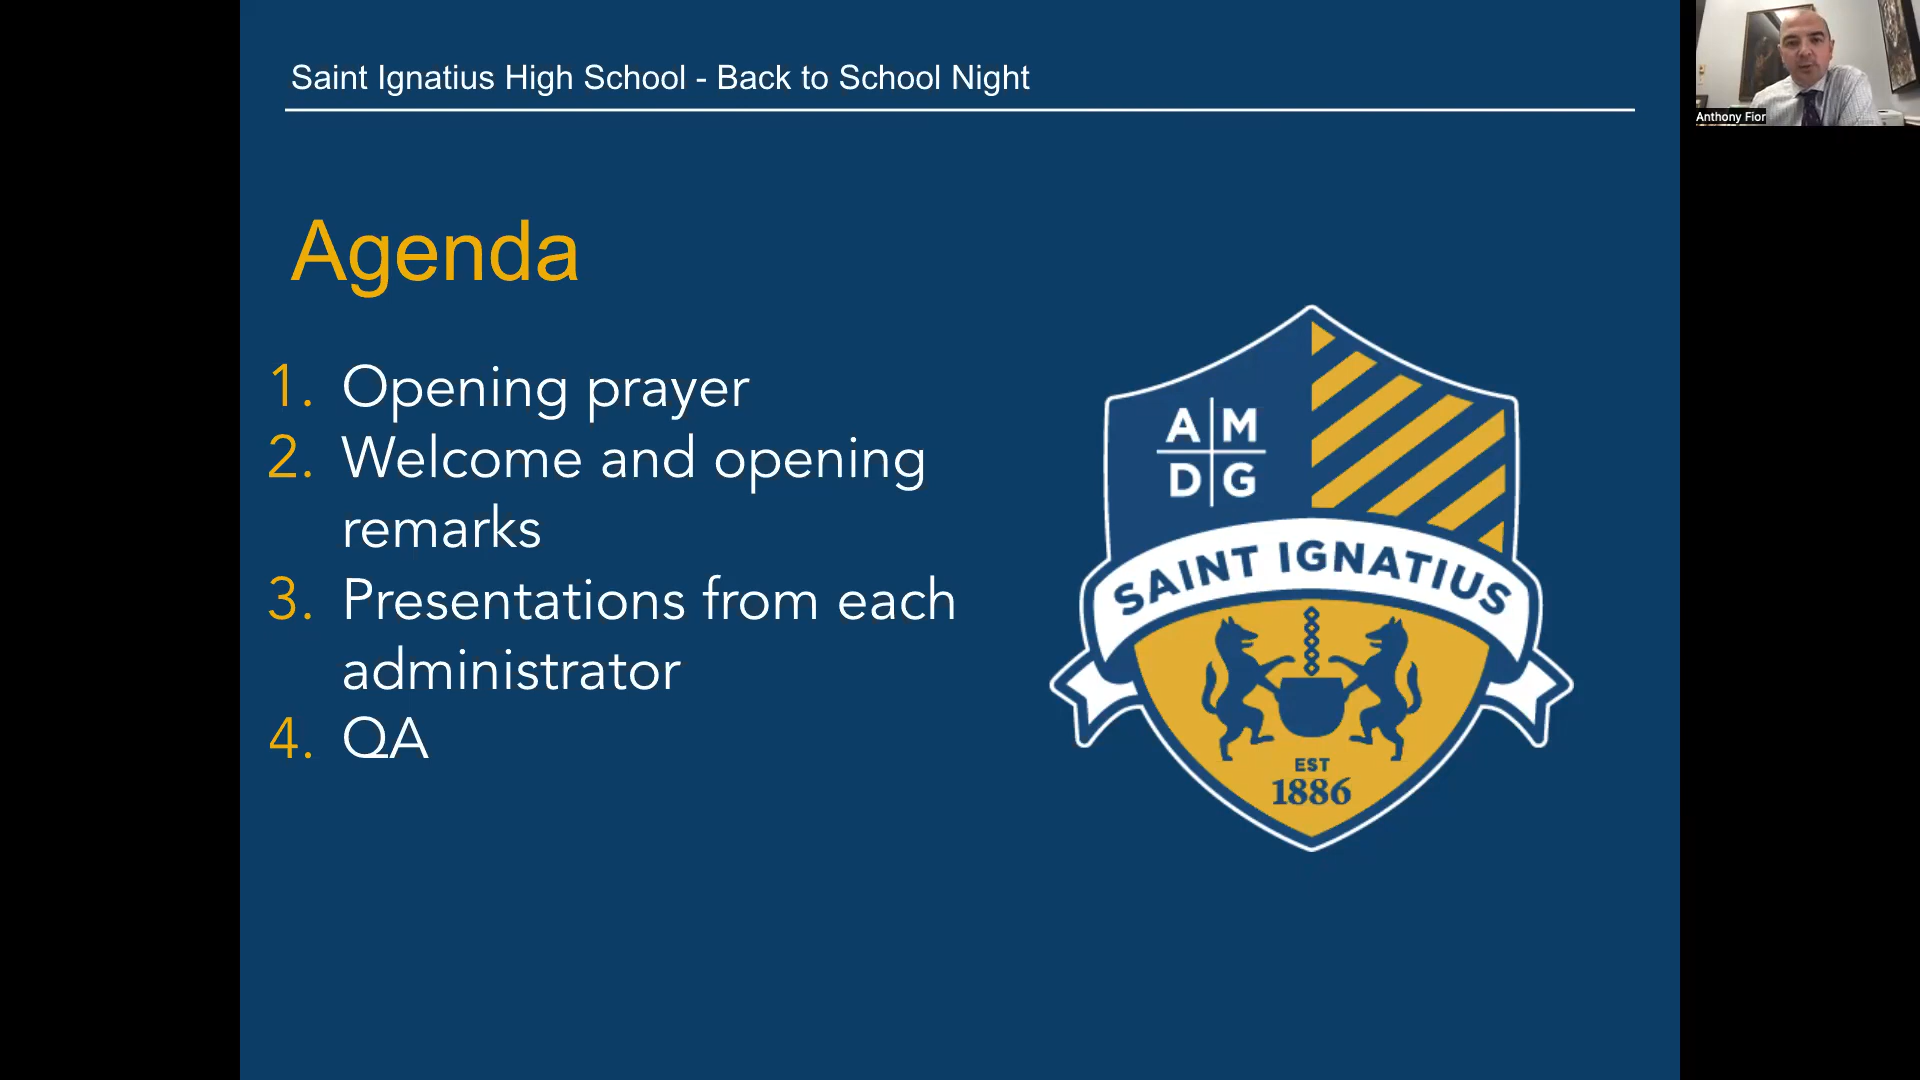 Saint Ignatius High School - Back to School Night
Anthony Fior
Agenda
1. Opening prayer
2. Welcome and opening
remarks
3. Presentations from each
administrator
4. QA
A M
D G
SAINT IGNATIUS
EST
1886